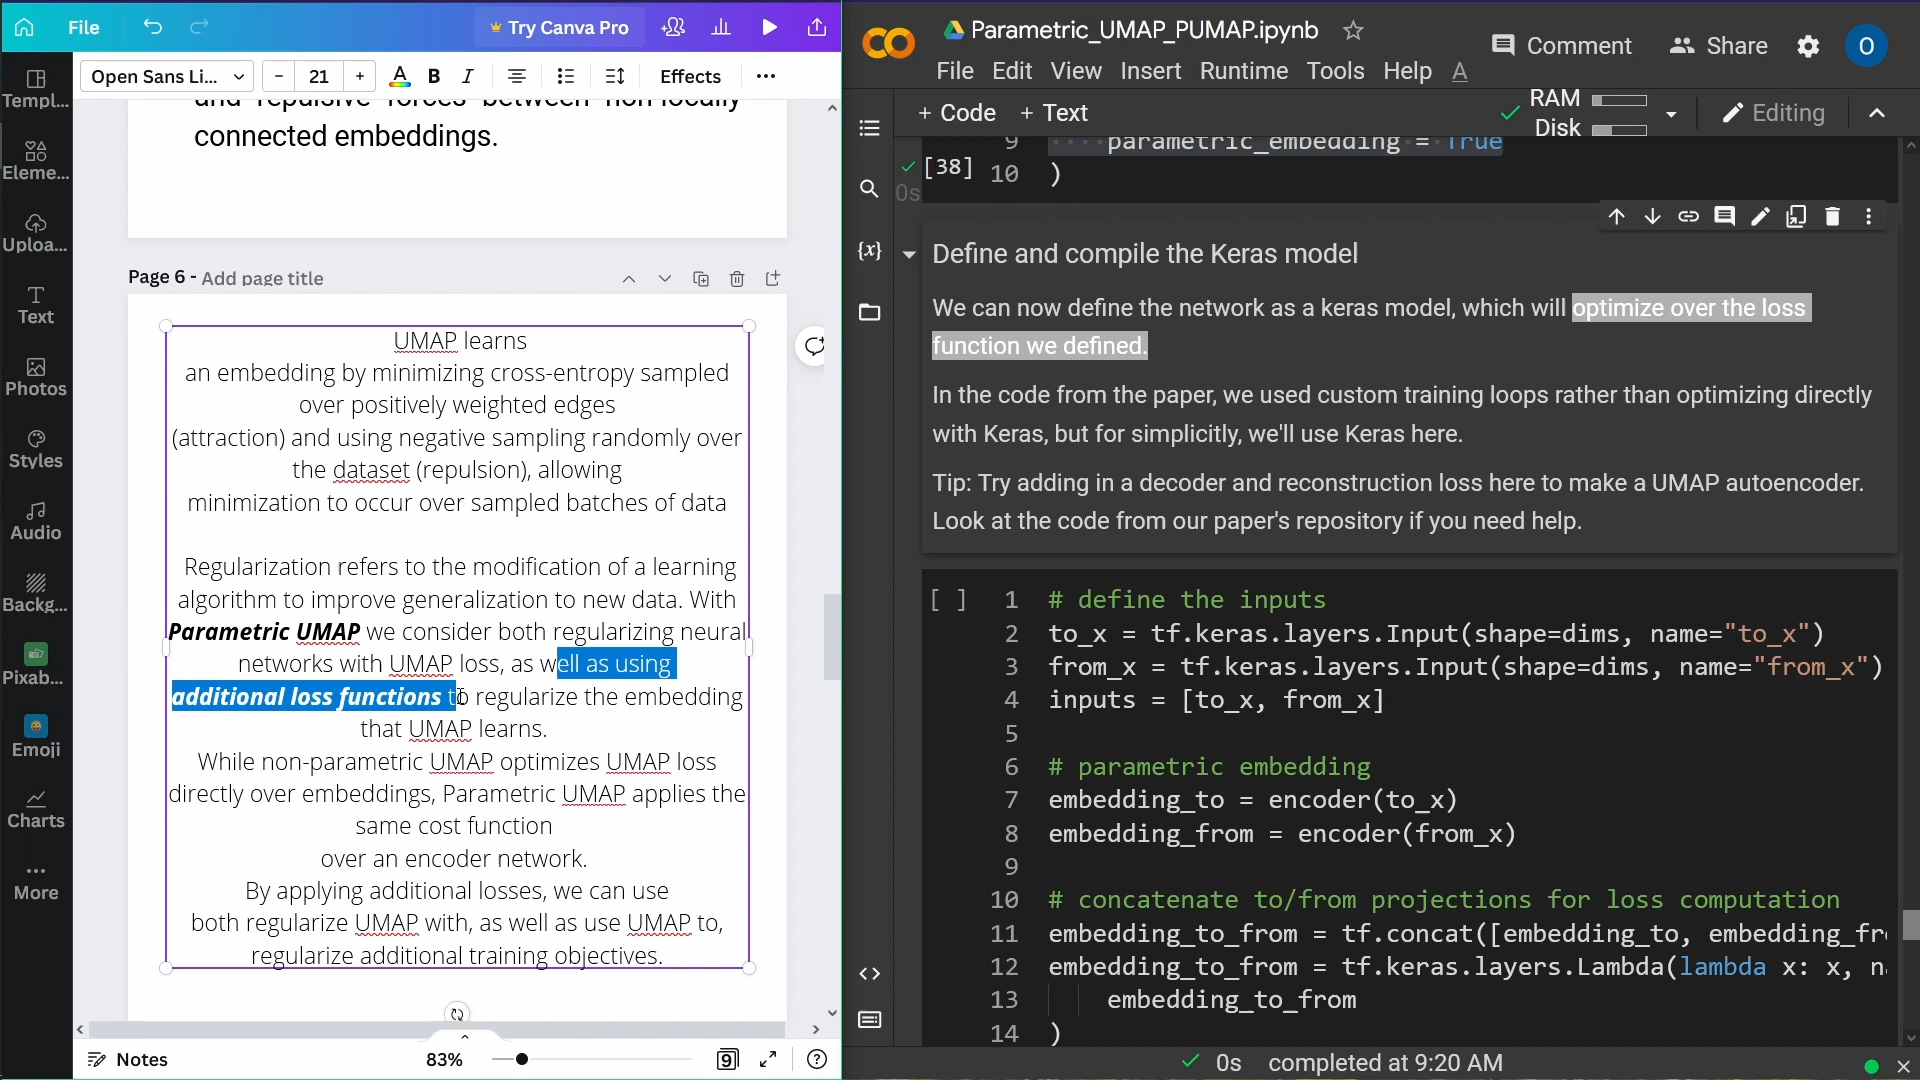 File
Try Canva Pro
Open Sans Li...
- 21 +
A B I
Effects
Templ...
Eleme...
Uploa...
Text
Photos
Styles
Audio
Backg...
Pixab...
Emoji
Charts
More
and repulsive forces between non-locally
connected embeddings.
Page 6 - Add page title
UMAP learns
an embedding by minimizing cross-entropy sampled
over positively weighted edges
(attraction) and using negative sampling randomly over
the dataset (repulsion), allowing
minimization to occur over sampled batches of data
Regularization refers to the modification of a learning
algorithm to improve generalization to new data. With
Parametric UMAP we consider both regularizing neural
networks with UMAP loss, as well as using
additional loss functions to regularize the embedding
that UMAP learns.
While non-parametric UMAP optimizes UMAP loss
directly over embeddings, Parametric UMAP applies the
same cost function
over an encoder network.
By applying additional losses, we can use
both regularize UMAP with, as well as use UMAP to,
regularize additional training objectives.
Notes
83%
9
?
Parametric_UMAP_PUMAP.ipynb
Comment Share O
File Edit View Insert Runtime Tools Help A
+ Code + Text
RAM
Disk
Editing
{x}
9 parametric_embedding = True
[38] 10 )
0s
Define and compile the Keras model
We can now define the network as a keras model, which will optimize over the loss
function we defined.
In the code from the paper, we used custom training loops rather than optimizing directly
with Keras, but for simplicitly, we'll use Keras here.
Tip: Try adding in a decoder and reconstruction loss here to make a UMAP autoencoder.
Look at the code from our paper's repository if you need help.
[ ] 1 # define the inputs
2 to_x = tf.keras.layers.Input(shape=dims, name="to_x")
3 from_x = tf.keras.layers.Input(shape=dims, name="from_x")
4 inputs = [to_x, from_x]
5
6 # parametric embedding
7 embedding_to = encoder(to_x)
8 embedding_from = encoder(from_x)
9
10 # concatenate to/from projections for loss computation
11 embedding_to_from = tf.concat([embedding_to, embedding_fr
12 embedding_to_from = tf.keras.layers.Lambda(lambda x: x, n
13 embedding_to_from
14 )
0s completed at 9:20 AM